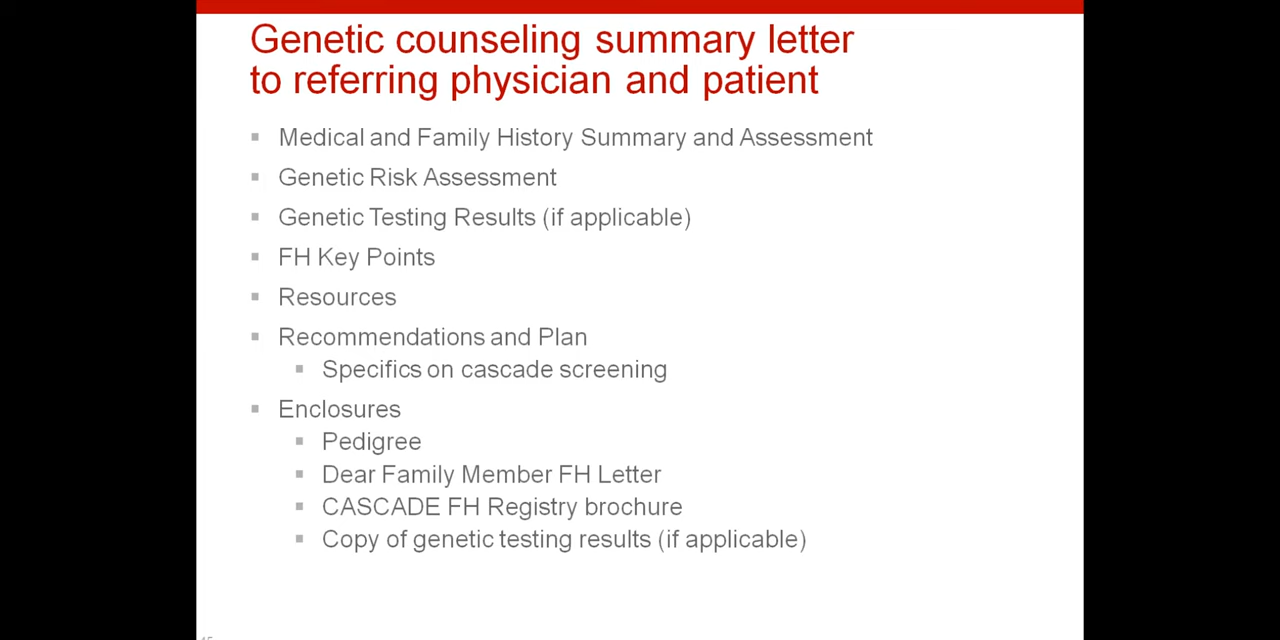 Genetic counseling summary letter
to referring physician and patient
Medical and Family History Summary and Assessment
Genetic Risk Assessment
Genetic Testing Results (if applicable)
FH Key Points
Resources
Recommendations and Plan
Specifics on cascade screening
Enclosures
Pedigree
Dear Family Member FH Letter
CASCADE FH Registry brochure
Copy of genetic testing results (if applicable)